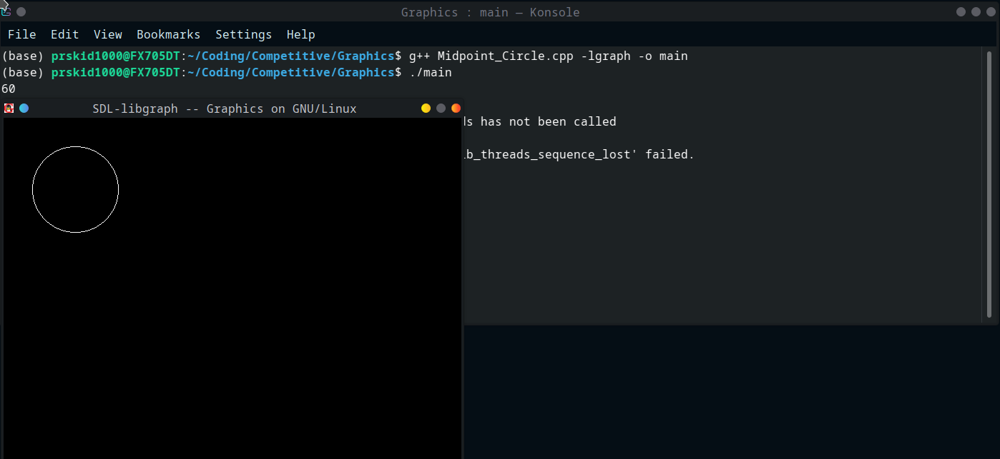 Graphics : main — Konsole
File Edit View Bookmarks Settings Help
(base) prskid1000@FX705DT:~/Coding/Competitive/Graphics$ g++ Midpoint_Circle.cpp -lgraph -o main
(base) prskid1000@FX705DT:~/Coding/Competitive/Graphics$ ./main
60
SDL-libgraph -- Graphics on GNU/Linux
has not been called
failed.